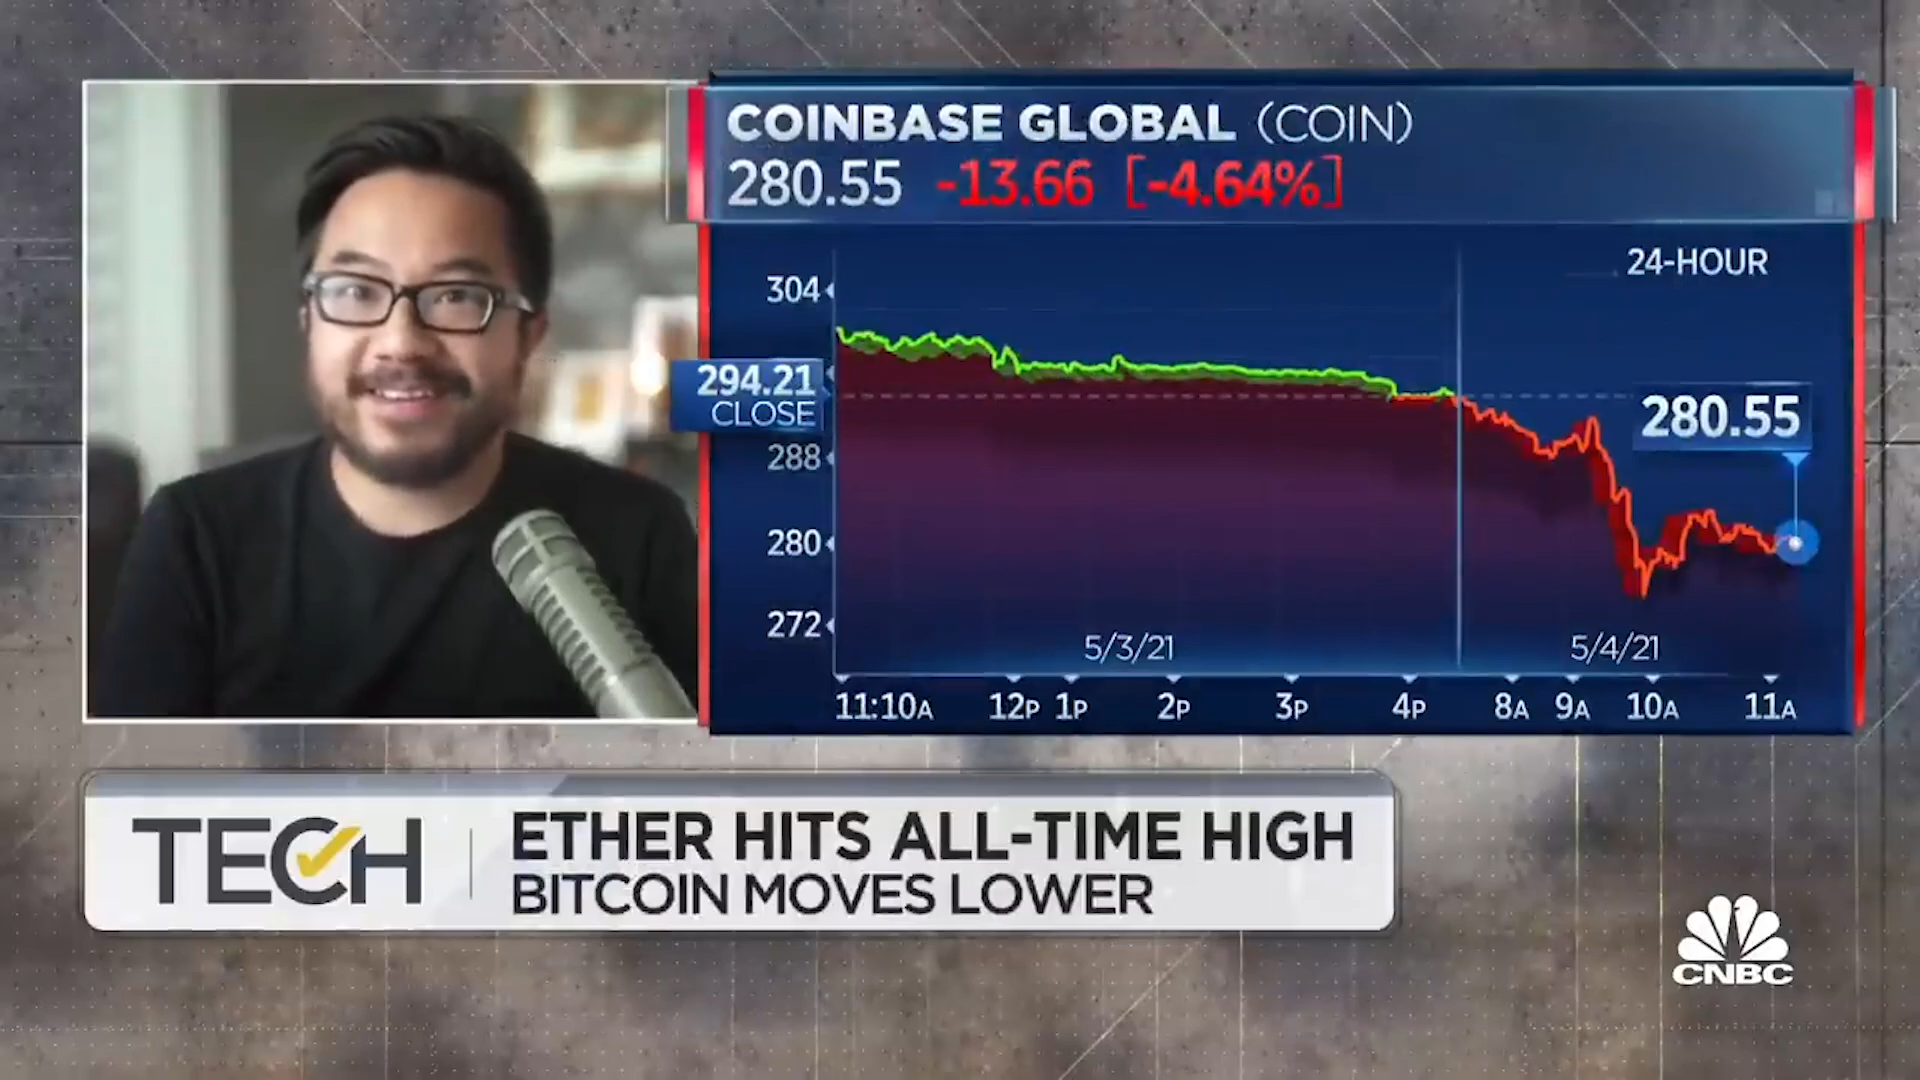 COINBASE GLOBAL (COIN)
280.55 -13.66 [-4.64%]
24-HOUR
304
294.21
CLOSE
280.55
288
280
272
5/3/21 5/4/21
11:10A 12P 1P 2P 3P 4P 8A 9A 10A 11A
TECH
ETHER HITS ALL-TIME HIGH
BITCOIN MOVES LOWER
CNBC